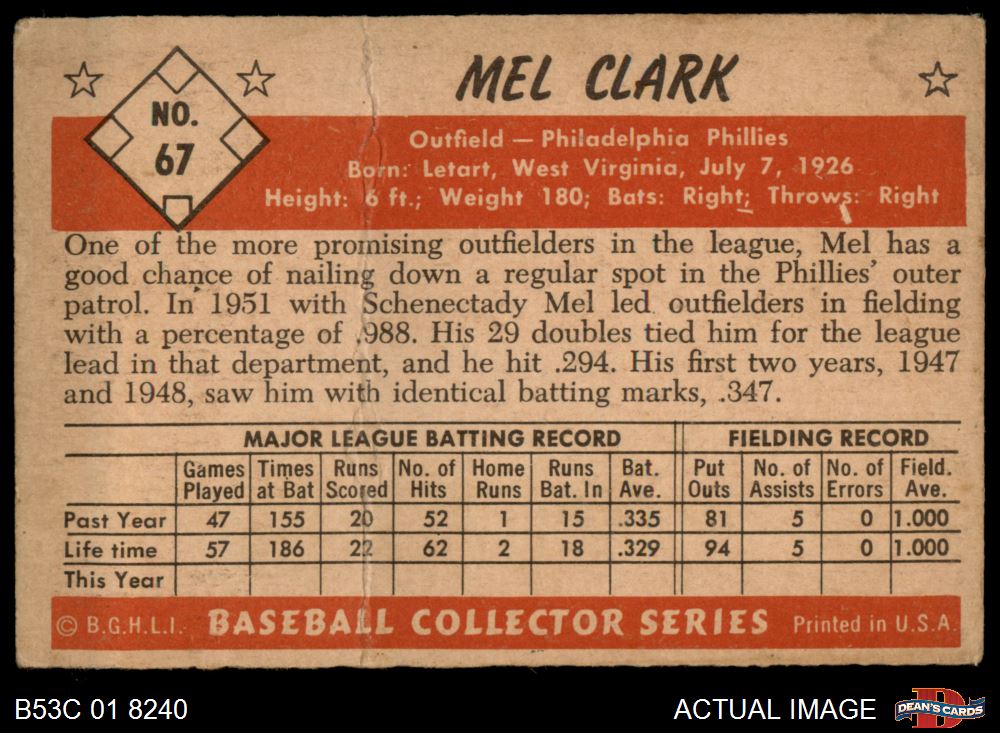 MEL CLARK
NO.
67
Outfield — Philadelphia Phillies
Born: Letart, West Virginia, July 7, 1926
Height: 6 ft.; Weight 180; Bats: Right; Throws: Right
One of the more promising outfielders in the league, Mel has a
good chance of nailing down a regular spot in the Phillies' outer
patrol. In 1951 with Schenectady Mel led outfielders in fielding
with a percentage of .988. His 29 doubles tied him for the league
lead in that department, and he hit .294. His first two years, 1947
and 1948, saw him with identical batting marks, .347.
MAJOR LEAGUE BATTING RECORD FIELDING RECORD
Games Times Runs No. of Home Runs Bat. Put No. of No. of Field.
Played at Bat Scored Hits Runs Bat. In Ave. Outs Assists Errors Ave.
Past Year 47 155 20 52 1 15 .335 81 5 0 1.000
Life time 57 186 22 62 2 18 .329 94 5 0 1.000
This Year
© B.G.H.L.I. BASEBALL COLLECTOR SERIES Printed in U.S.A.
B53C 01 8240 ACTUAL IMAGE DEAN'S CARDS